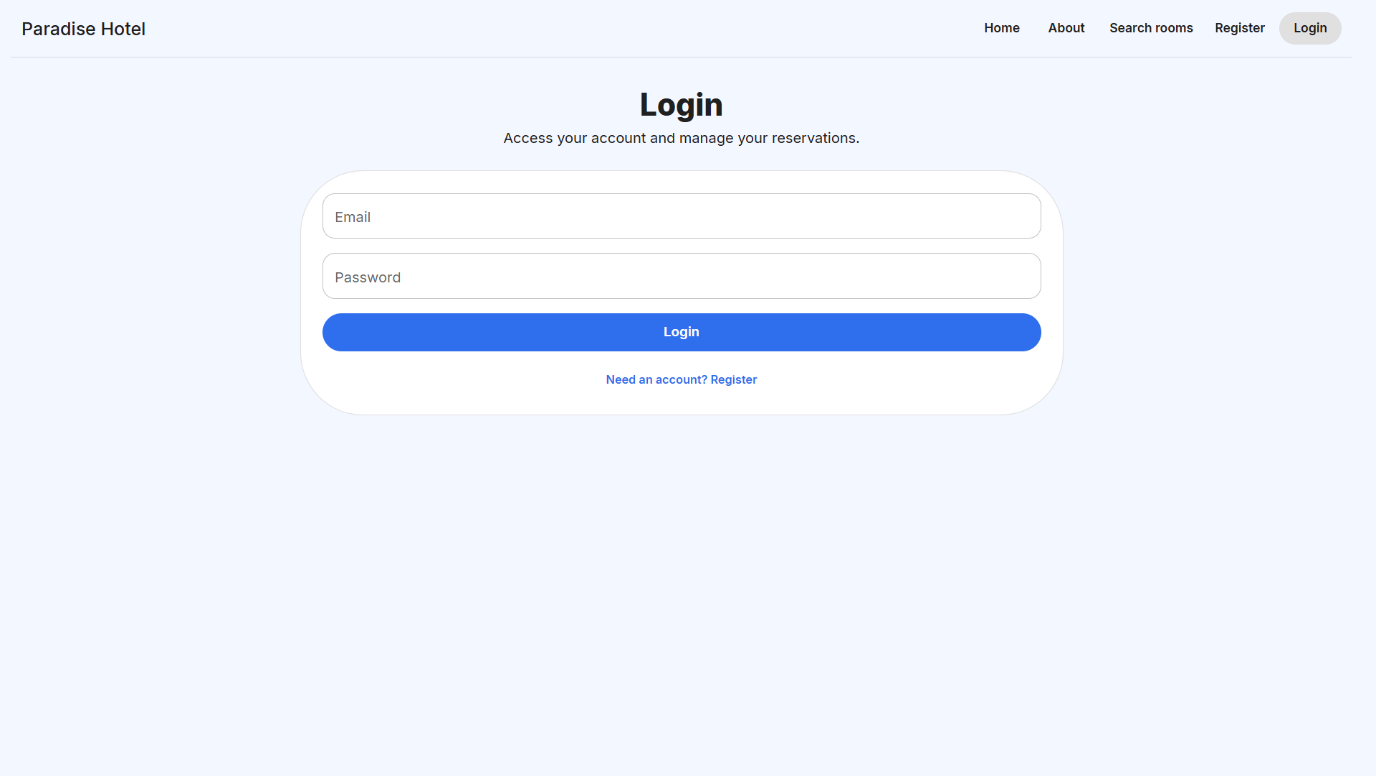 Paradise Hotel
Home About Search rooms Register Login
Login
Access your account and manage your reservations.
Email
Password
Login
Need an account? Register